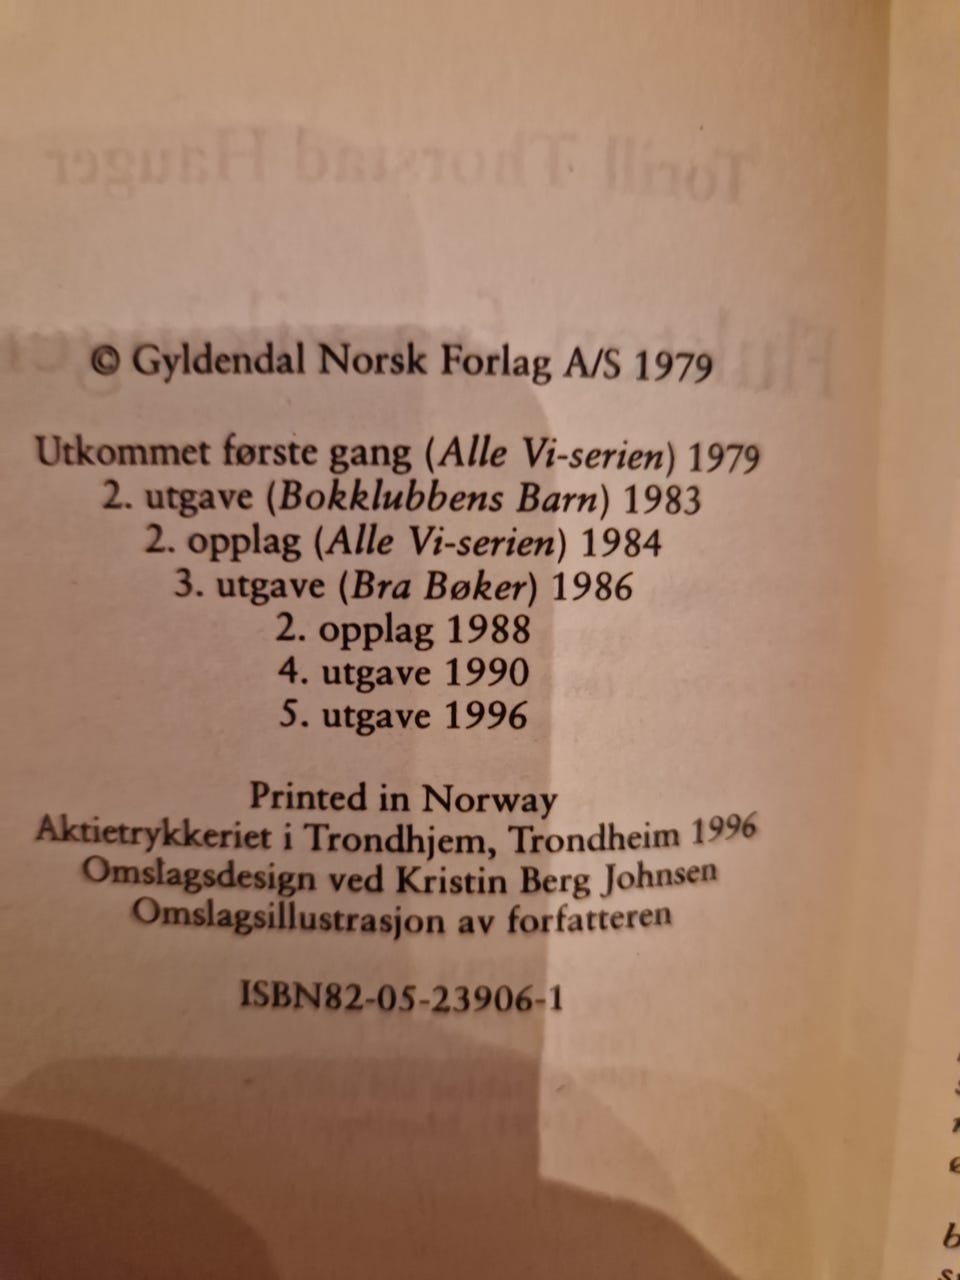 © Gyldendal Norsk Forlag A/S 1979
Utkommet første gang (Alle Vi-serien) 1979
2. utgave (Bokklubbens Barn) 1983
2. opplag (Alle Vi-serien) 1984
3. utgave (Bra Bøker) 1986
2. opplag 1988
4. utgave 1990
5. utgave 1996
Printed in Norway
Aktietrykkeriet i Trondhjem, Trondheim 1996
Omslagsdesign ved Kristin Berg Johnsen
Omslagsillustrasjon av forfatteren
ISBN82-05-23906-1